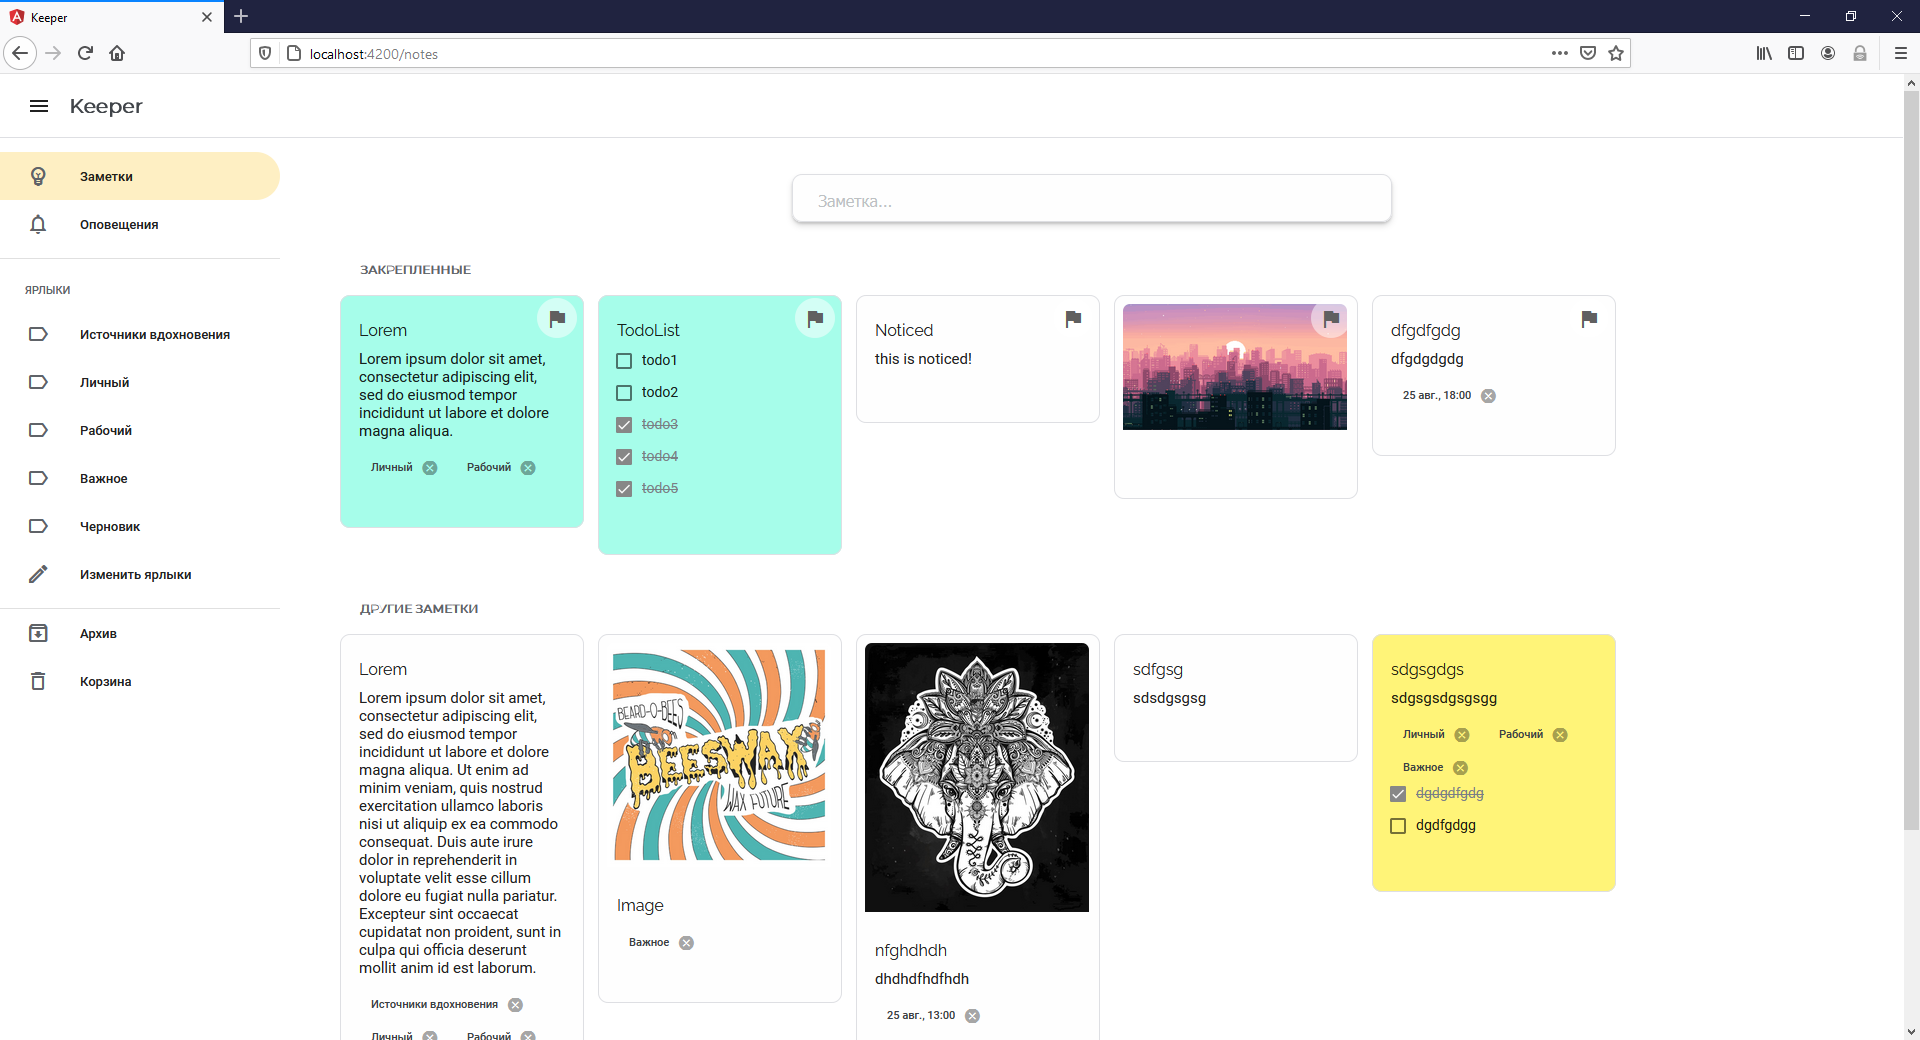 Keeper
localhost:4200/notes
Keeper
Заметки
Оповещения
ЯРЛЫКИ
Источники вдохновения
Личный
Рабочий
Важное
Черновик
Изменить ярлыки
Архив
Корзина
Заметка...
ЗАКРЕПЛЕННЫЕ
Lorem
Lorem ipsum dolor sit amet,
consectetur adipiscing elit,
sed do eiusmod tempor
incididunt ut labore et dolore
magna aliqua.
Личный Рабочий
TodoList
todo1
todo2
todo3
todo4
todo5
Noticed
this is noticed!
dfgdfgdg
dfgdgdgdg
25 авг., 18:00
ДРУГИЕ ЗАМЕТКИ
Lorem
Lorem ipsum dolor sit amet,
consectetur adipiscing elit,
sed do eiusmod tempor
incididunt ut labore et dolore
magna aliqua. Ut enim ad
minim veniam, quis nostrud
exercitation ullamco laboris
nisi ut aliquip ex ea commodo
consequat. Duis aute irure
dolor in reprehenderit in
voluptate velit esse cillum
dolore eu fugiat nulla pariatur.
Excepteur sint occaecat
cupidatat non proident, sunt in
culpa qui officia deserunt
mollit anim id est laborum.
Источники вдохновения
Личный Рабочий
BEARD-O-BEES
BEESWAX
WAX FUTURE
Image
Важное
nfghdhdh
dhdhdfhdfhdh
25 авг., 13:00
sdfgsg
sdsdgsgsg
sdgsgdgs
sdgsgsdgsgsgg
Личный Рабочий
Важное
dgdgdfgdg
dgdfgdgg